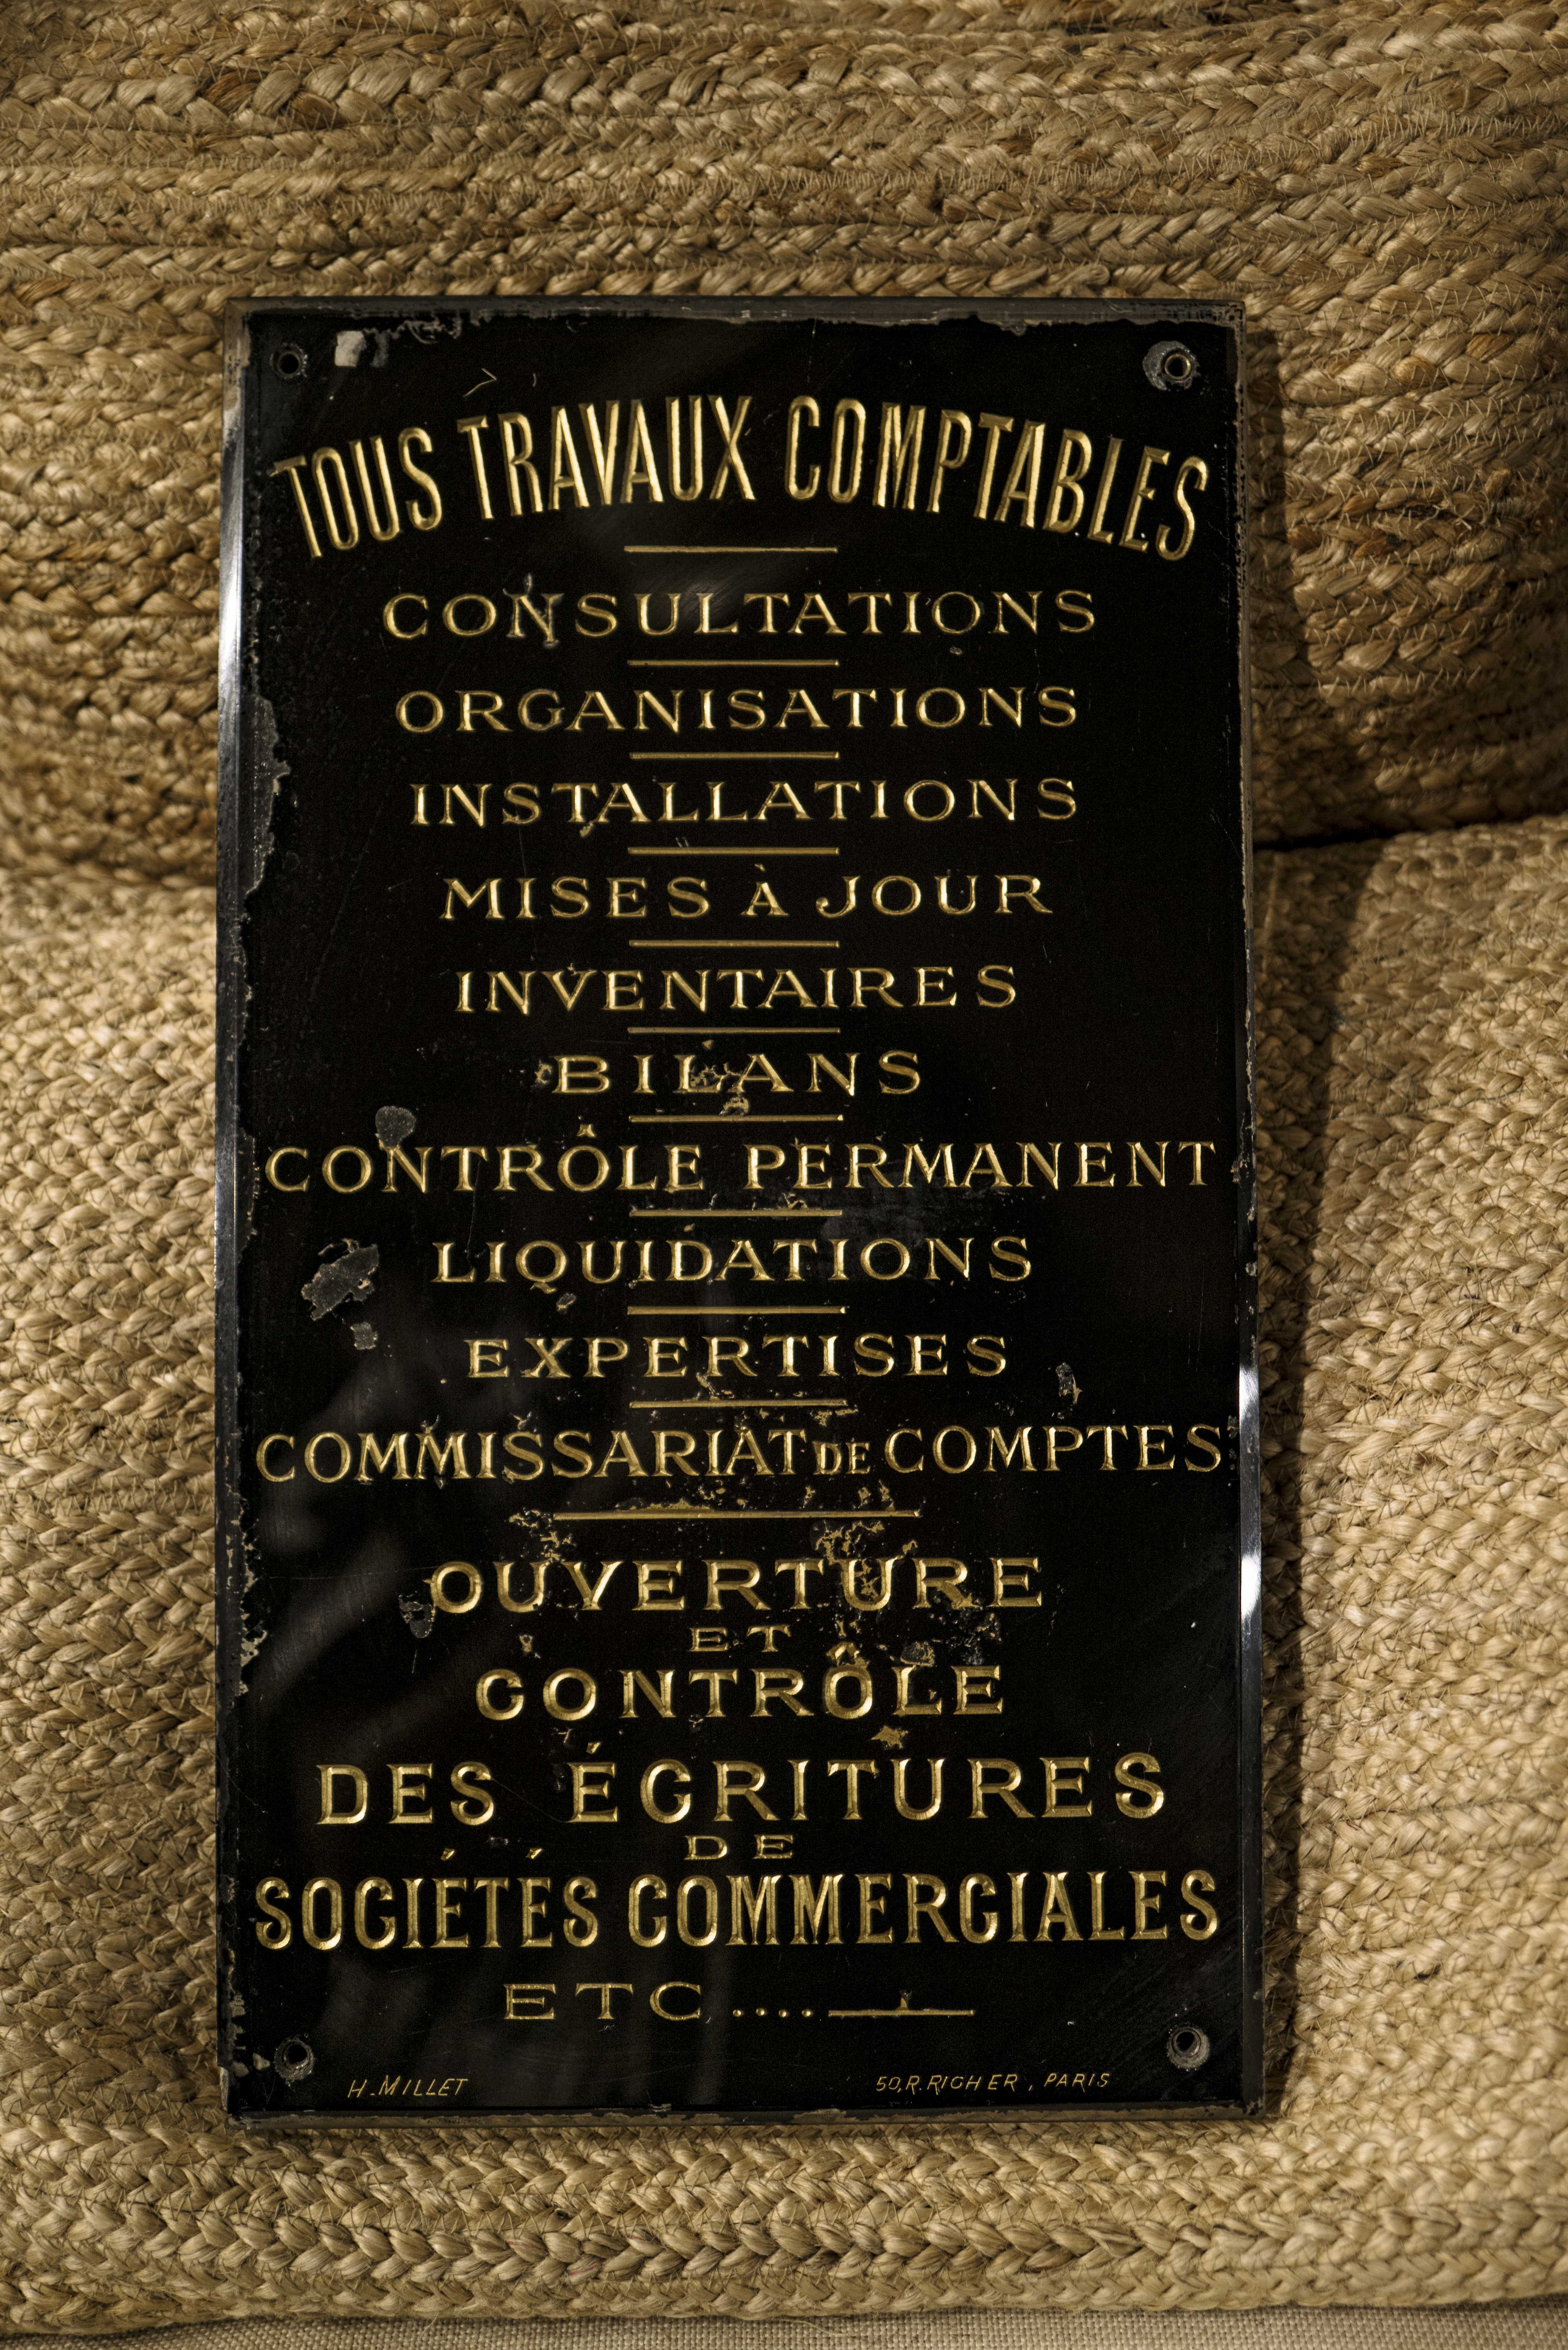 TOUS TRAVAUX COMPTABLES
CONSULTATIONS
ORGANISATIONS
INSTALLATIONS
MISES À JOUR
INVENTAIRES
BILANS
CONTRÔLE PERMANENT
LIQUIDATIONS
EXPERTISES
COMMISSARIAT DE COMPTES
OUVERTURE
ET
CONTRÔLE
DES ÉCRITURES
DE
SOCIÉTÉS COMMERCIALES
ETC....
H. MILLET 50, R. RICHER, PARIS